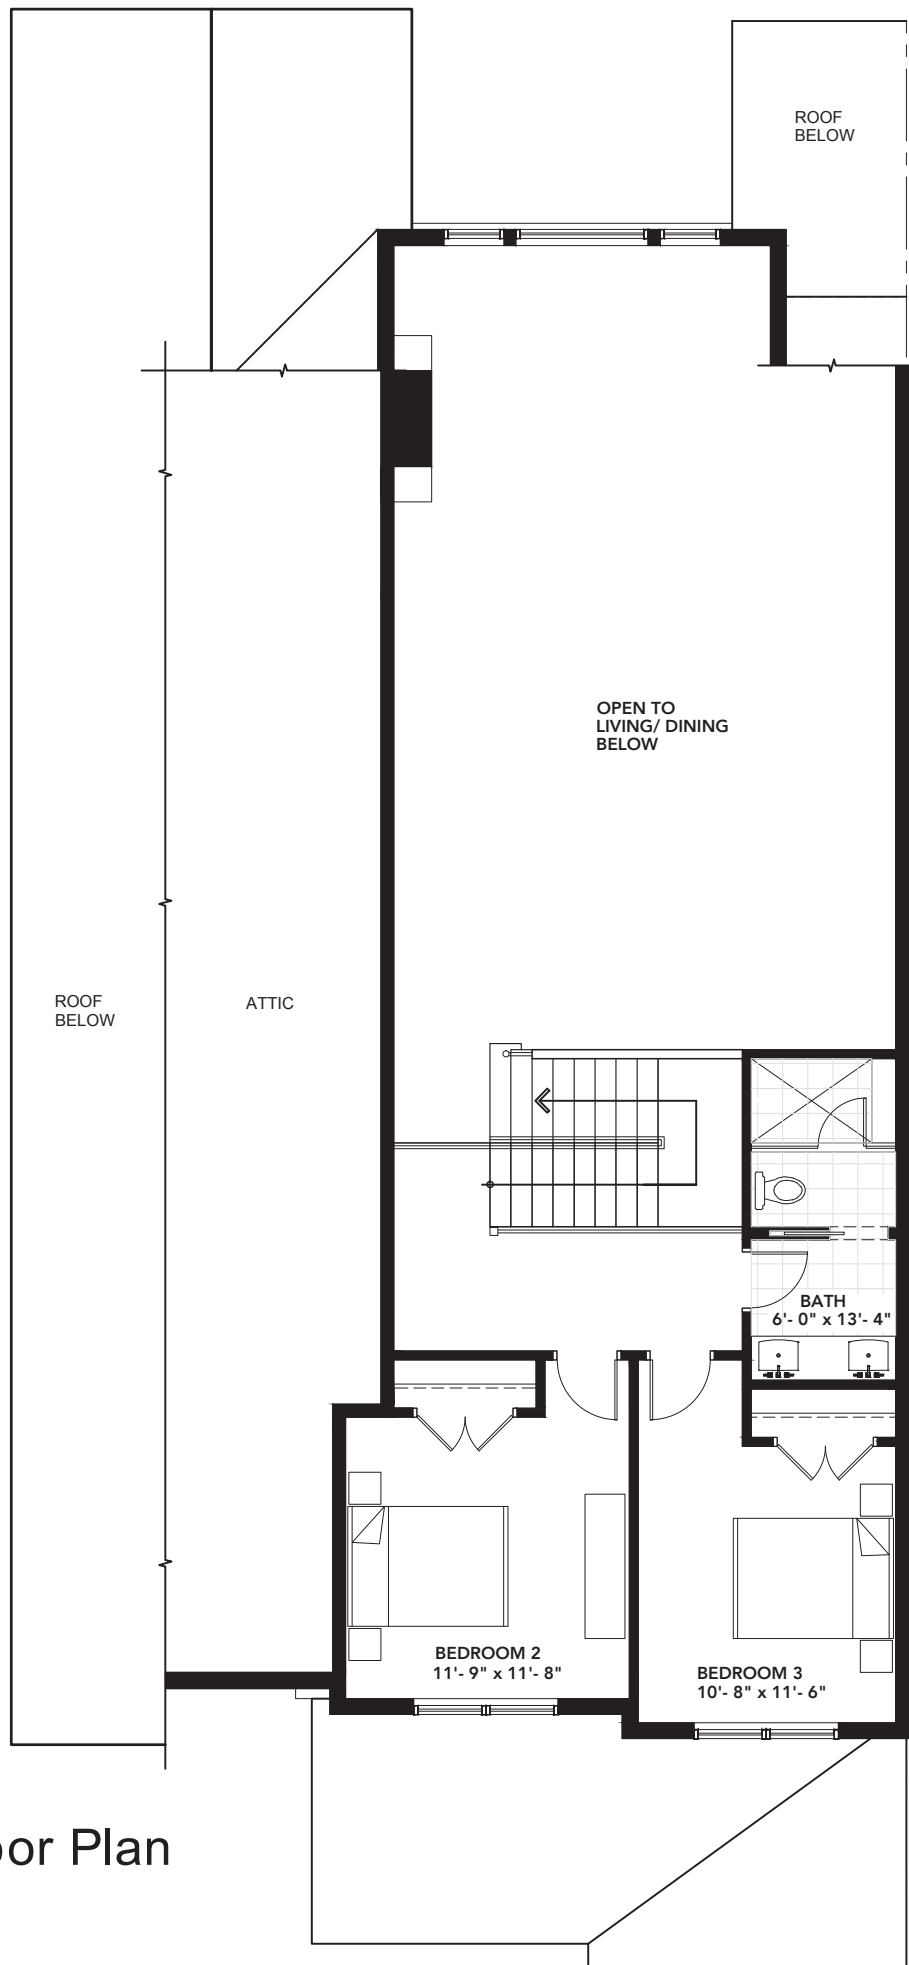 ROOF
BELOW
OPEN TO
LIVING/ DINING
BELOW
ROOF
BELOW
ATTIC
BATH
6'- 0" x 13'- 4"
BEDROOM 2
11'- 9" x 11'- 8"
BEDROOM 3
10'- 8" x 11'- 6"
oor Plan